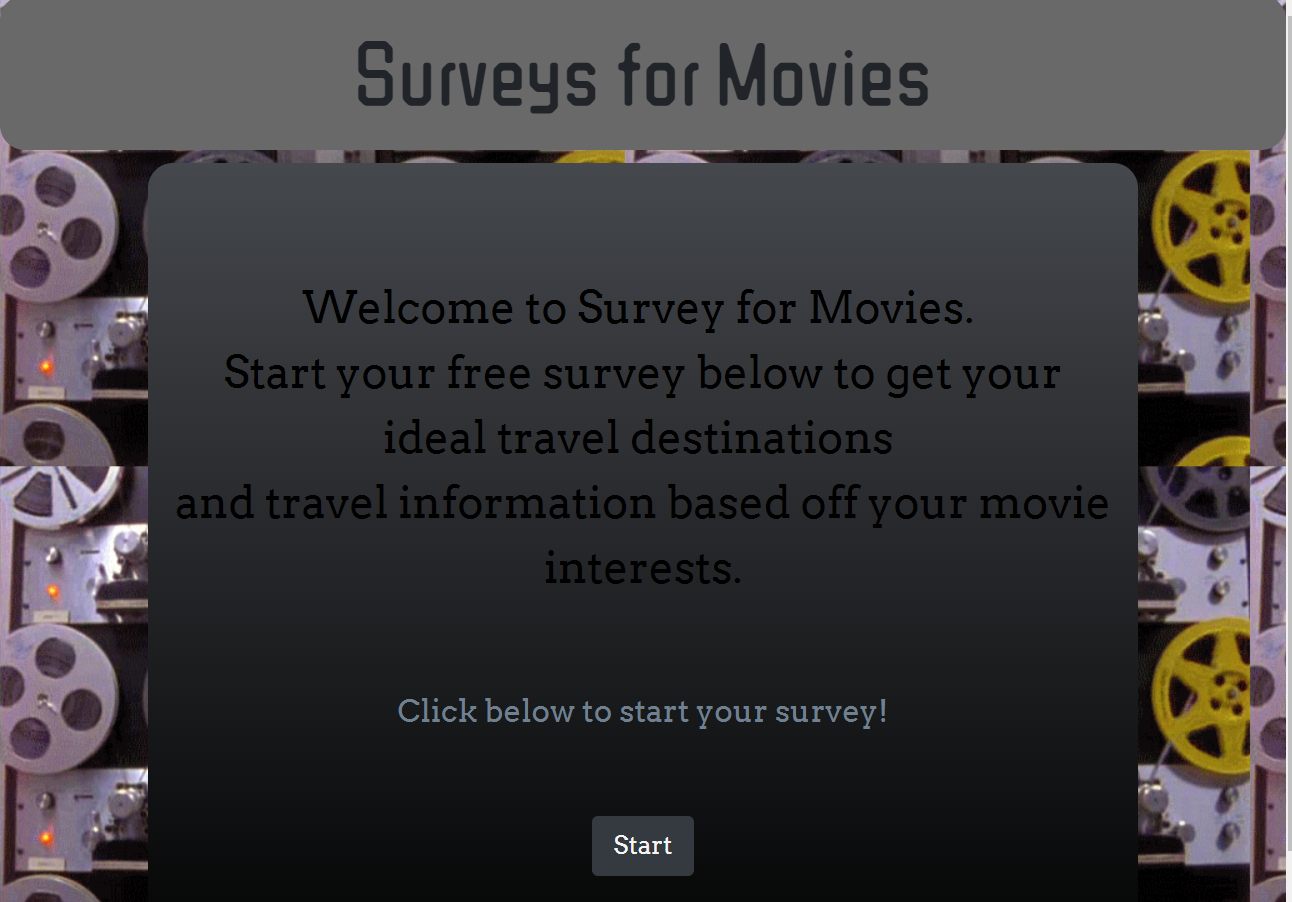 Surveys for Movies
Welcome to Survey for Movies.
Start your free survey below to get your
ideal travel destinations
and travel information based off your movie
interests.
Click below to start your survey!
Start